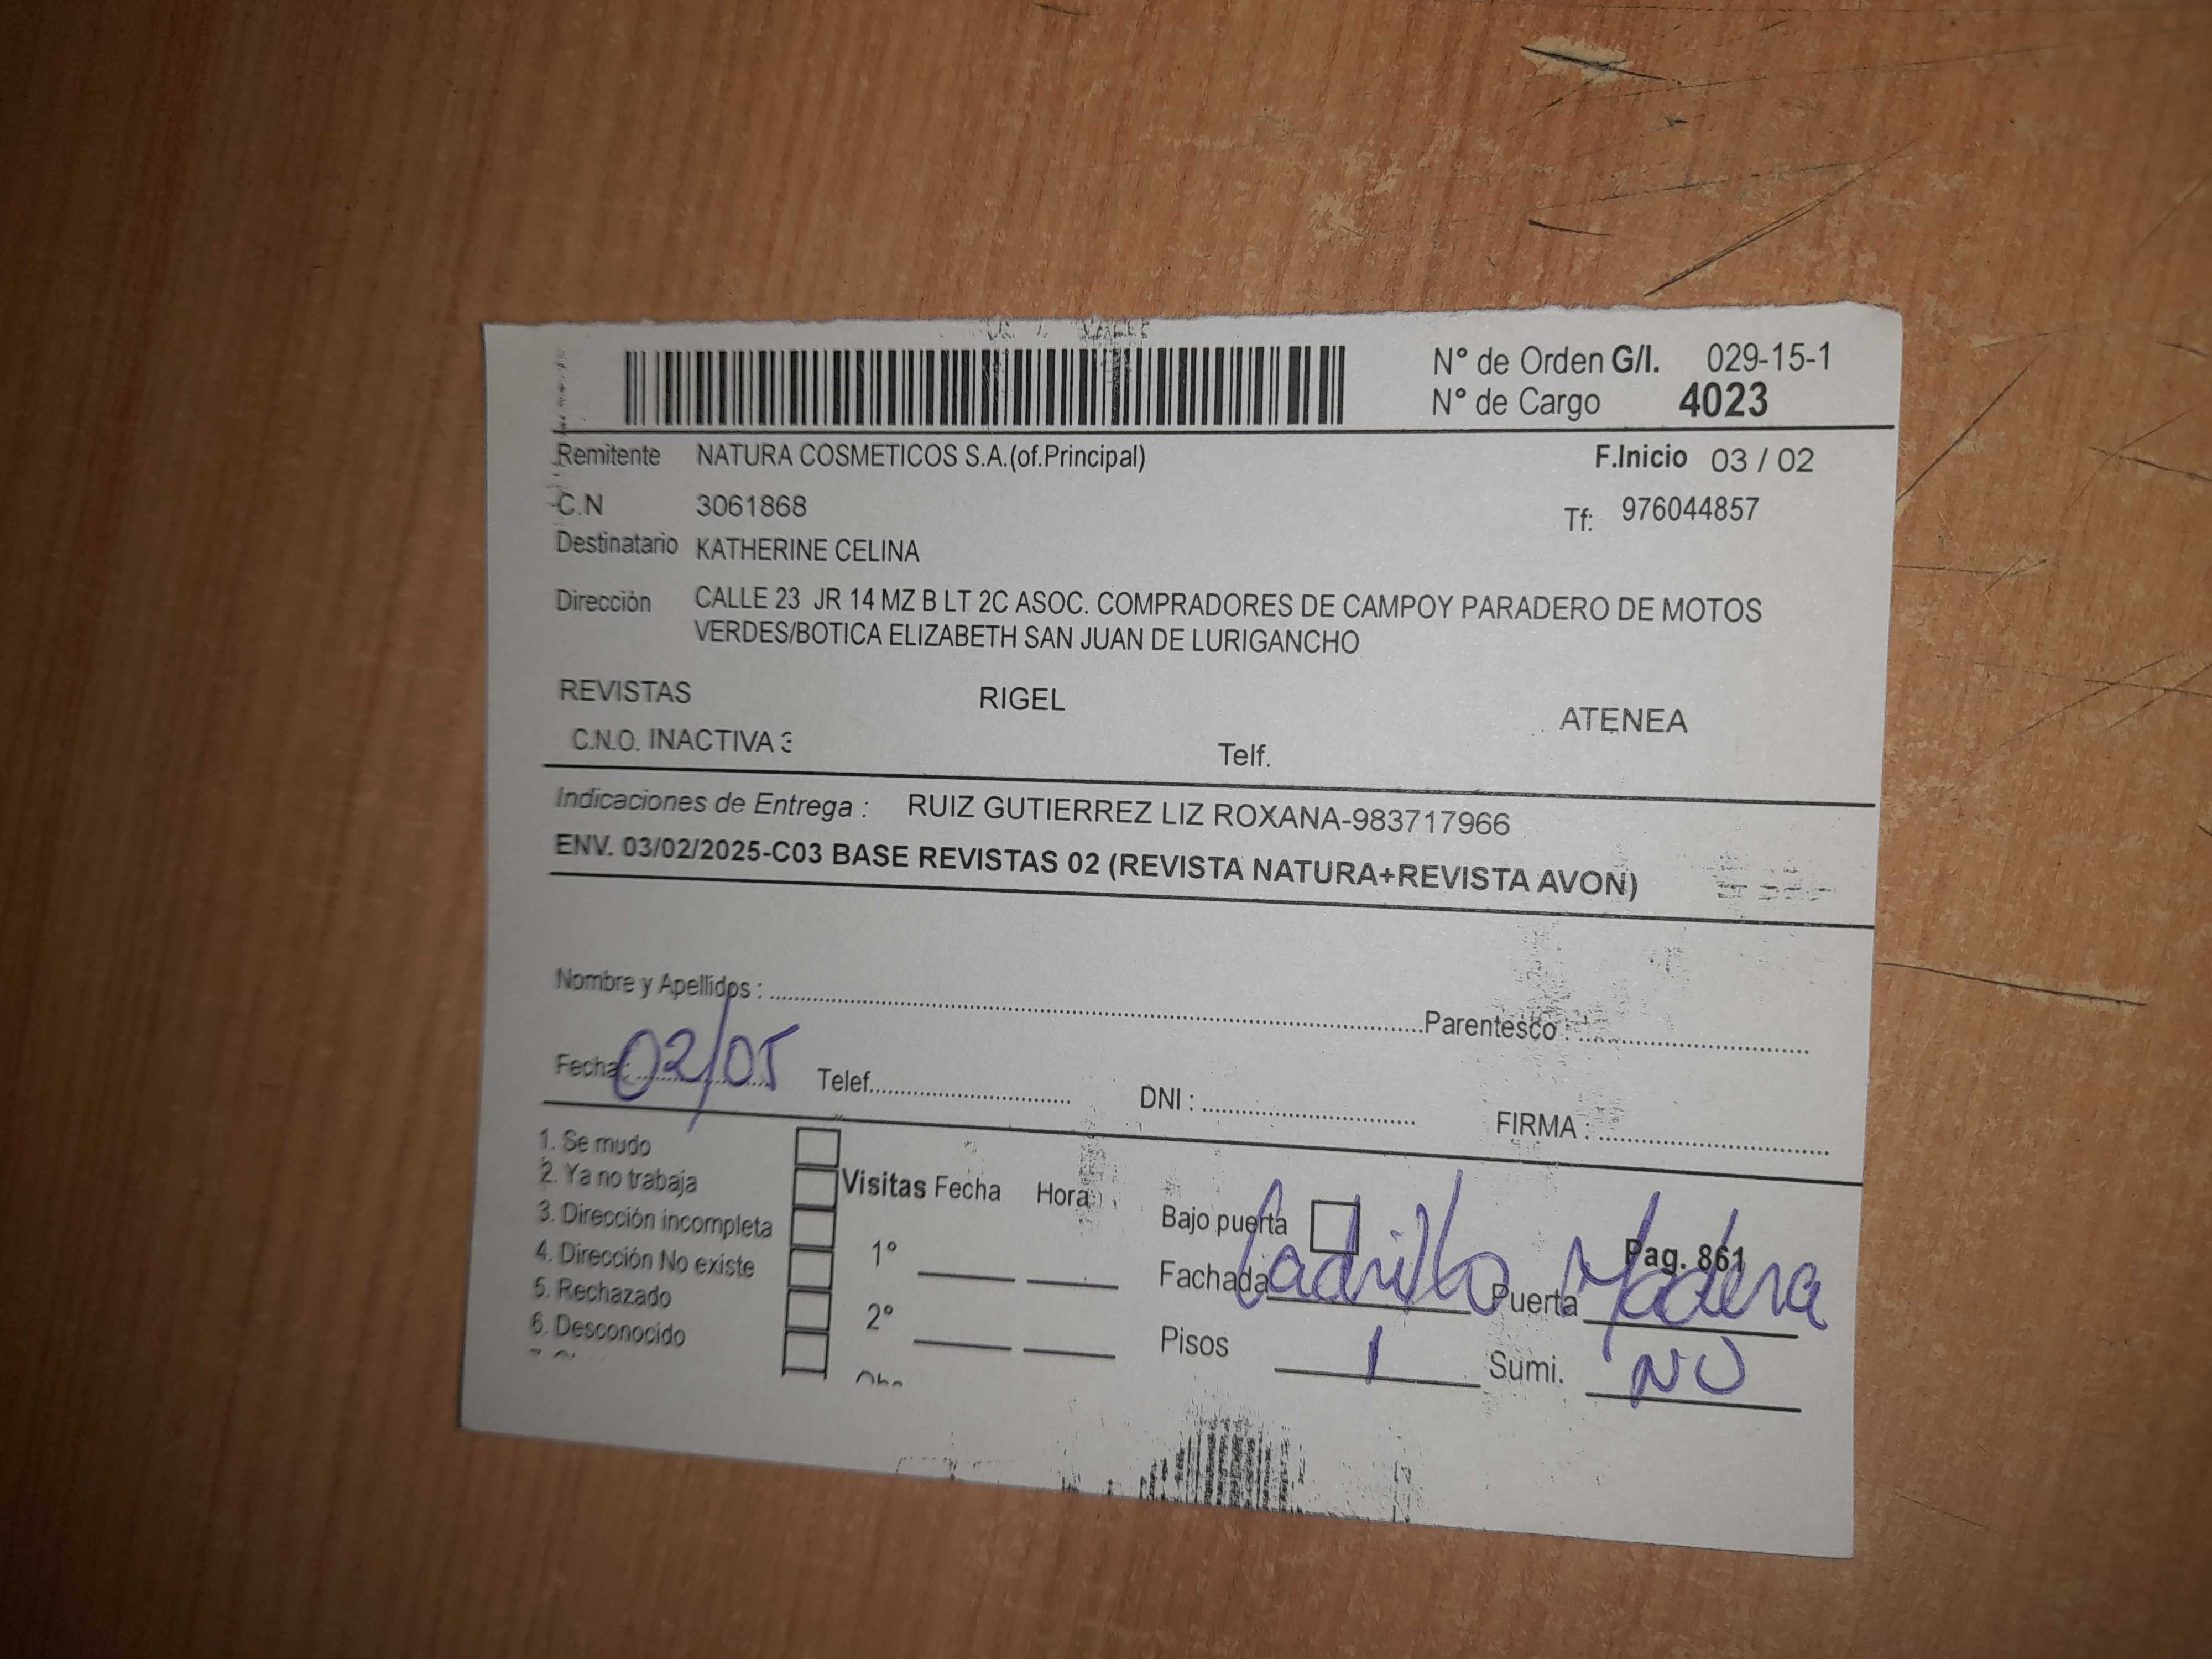 N° de Orden G/I. 029-15-1
N° de Cargo 4023
Remitente NATURA COSMETICOS S.A.(of.Principal) F.Inicio 03 / 02
C.N 3061868 Tf: 976044857
Destinatario KATHERINE CELINA
Dirección CALLE 23 JR 14 MZ B LT 2C ASOC. COMPRADORES DE CAMPOY PARADERO DE MOTOS
VERDES/BOTICA ELIZABETH SAN JUAN DE LURIGANCHO
REVISTAS RIGEL ATENEA
C.N.O. INACTIVA 3 Telf.
Indicaciones de Entrega : RUIZ GUTIERREZ LIZ ROXANA-983717966
ENV. 03/02/2025-C03 BASE REVISTAS 02 (REVISTA NATURA+REVISTA AVON)
Nombre y Apellidos : Parentesco :
Fecha: 02/05 Telef. DNI : FIRMA :
1. Se mudo
2. Ya no trabaja
3. Dirección incompleta
4. Dirección No existe
5. Rechazado
6. Desconocido
Visitas Fecha Hora
1°
2°
Bajo puerta Pag. 861
Fachada Ladrillo Puerta Madera
Pisos 1 Sumi. NO